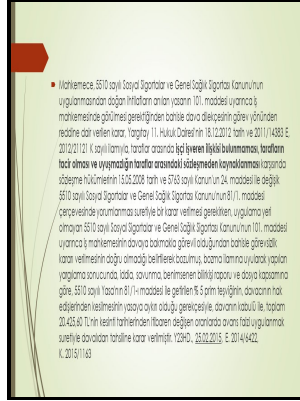 Mahkemece, 5510 sayılı Sosyal Sigortalar ve Genel Sağlık Sigortası Kanunu'nun
uygulanmasından doğan ihtilafların anılan yasanın 101. maddesi uyarınca iş
mahkemesinde görülmesi gerektiğinden bahisle dava dilekçesinin görev yönünden
reddine dair verilen karar, Yargıtay 11. Hukuk Dairesi'nin 18.12.2012 tarih ve 2011/14383 E.
2012/21121 K sayılı ilamıyla, taraflar arasında işçi işveren ilişkisi bulunmaması, tarafların
tacir olması ve uyuşmazlığın taraflar arasındaki sözleşmeden kaynaklanması karşısında
sözleşme hükümlerinin 15.05.2008 tarih ve 5763 sayılı Kanun'un 24. maddesi ile değişik
5510 sayılı Sosyal Sigortalar ve Genel Sağlık Sigortası Kanunu'nun 81/1. maddesi
çerçevesinde yorumlanması suretiyle bir karar verilmesi gerekirken, uygulama yeri
olmayan 5510 sayılı Sosyal Sigortalar ve Genel Sağlık Sigortası Kanunu'nun 101. maddesi
uyarınca iş mahkemesinin davaya bakmakla görevli olduğundan bahisle görevsizlik
kararı verilmesinin doğru olmadığı belirtilerek bozulmuş, bozma ilamına uyularak yapılan
yargılama sonucunda, iddia, savunma, benimsenen bilirkişi raporu ve dosya kapsamına
göre, 5510 sayılı Yasa'nın 81/1-ı maddesi ile getirilen % 5 prim teşviğinin, davacının hak
edişlerinden kesilmesinin yasaya aykırı olduğu gerekçesiyle, davanın kabulü ile, toplam
20.425,60 TL'nin kesinti tarihlerinden itibaren değişen oranlarda avans faizi uygulanmak
suretiyle davalıdan tahsiline karar verilmiştir. Y23HD., 25.02.2015, E. 2014/6422,
K. 2015/1163